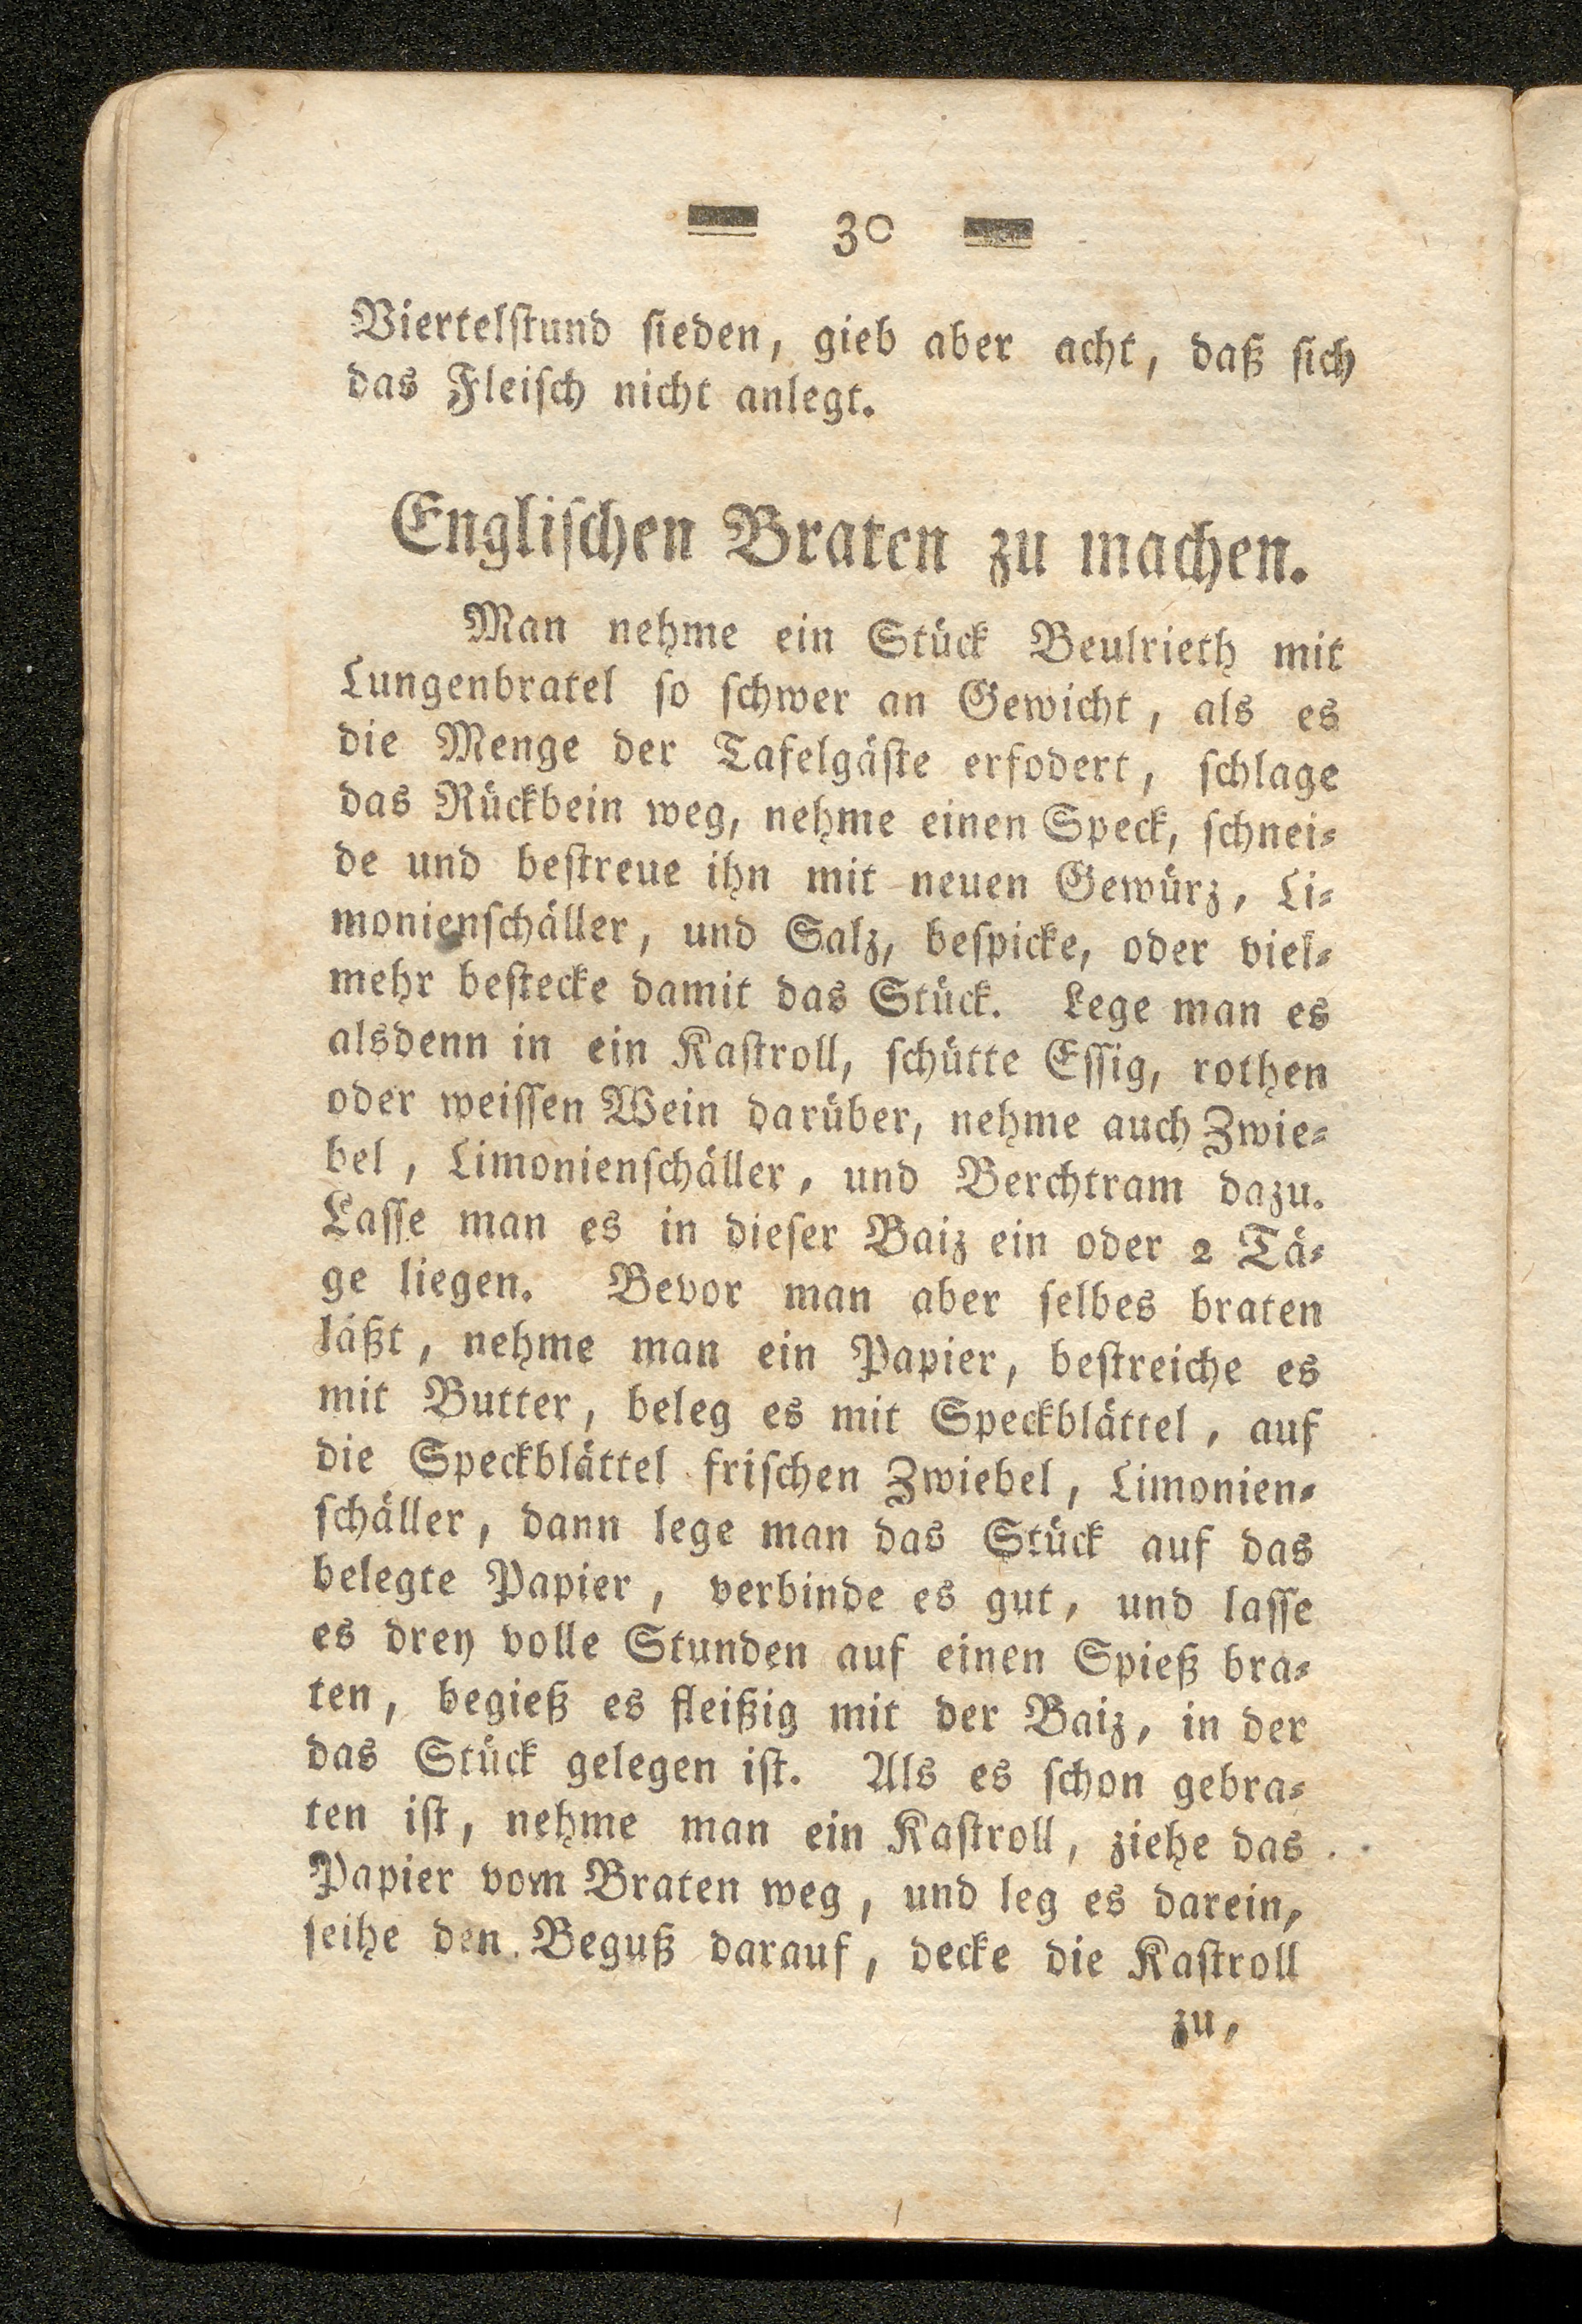 30
Viertelſtund ſieden, gieb aber acht, daß ſich
das Fleiſch nicht anlegt.
Engliſchen Braten zu machen.
Man nehme ein Stück Beulrieth mit
Lungenbratel ſo ſchwer an Gewicht, als es
die Menge der Tafelgäſte erfodert, ſchlage
das Rückbein weg, nehme einen Speck, ſchnei⸗
de und beſtreue ihn mit neuen Gewürz, Li⸗
monienſchäller, und Salz, beſpicke, oder viel⸗
mehr beſtecke damit das Stück. Lege man es
alsdenn in ein Kaſtroll, ſchütte Eſſig, rothen
oder weiſſen Wein darüber, nehme auch Zwie⸗
bel, Limonienſchäller, und Berchtram dazu.
Laſſe man es in dieſer Baiz ein oder 2 Tä⸗
ge liegen. Bevor man aber ſelbes braten
läßt, nehme man ein Papier, beſtreiche es
mit Butter, beleg es mit Speckblättel, auf
die Speckblättel friſchen Zwiebel, Limonien⸗
ſchäller, dann lege man das Stück auf das
belegte Papier, verbinde es gut, und laſſe
es drey volle Stunden auf einen Spieß bra⸗
ten, begieß es fleißig mit der Baiz, in der
das Stück gelegen iſt. Als es ſchon gebra⸗
ten iſt, nehme man ein Kaſtroll, ziehe das
Papier vom Braten weg, und leg es darein,
ſeihe den Beguß darauf, decke die Kaſtroll
zu,